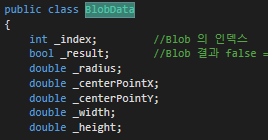 public class BlobData
{
int _index; //Blob 의 인덱스
bool _result; //Blob 결과 false =
double _radius;
double _centerPointX;
double _centerPointY;
double _width;
double _height;